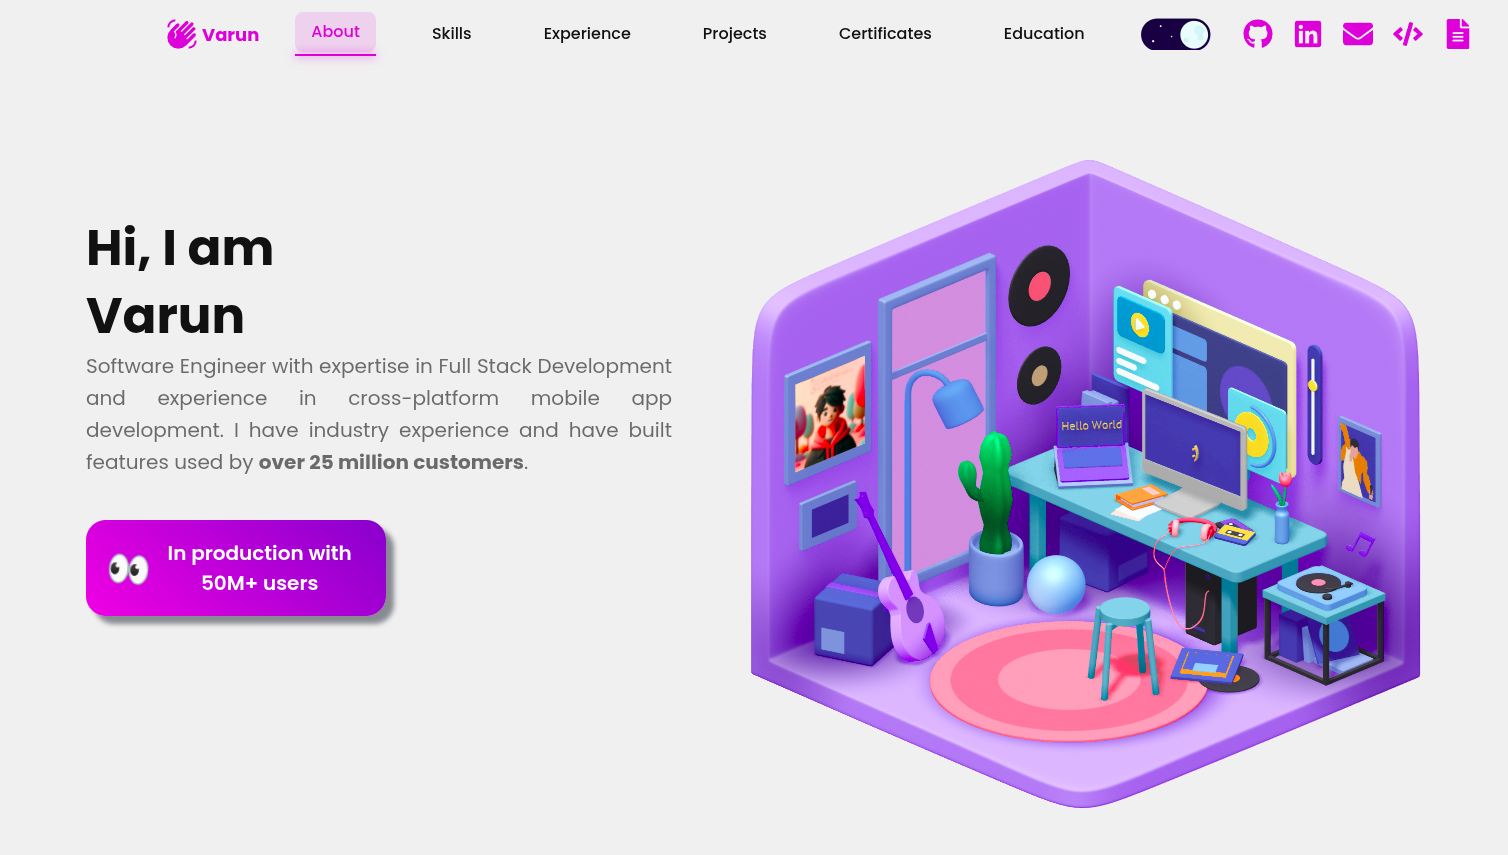 Varun
About
Skills
Experience
Projects
Certificates
Education
Hi, I am
Varun
Software Engineer with expertise in Full Stack Development
and experience in cross-platform mobile app
development. I have industry experience and have built
features used by over 25 million customers.
In production with
50M+ users
Hello World